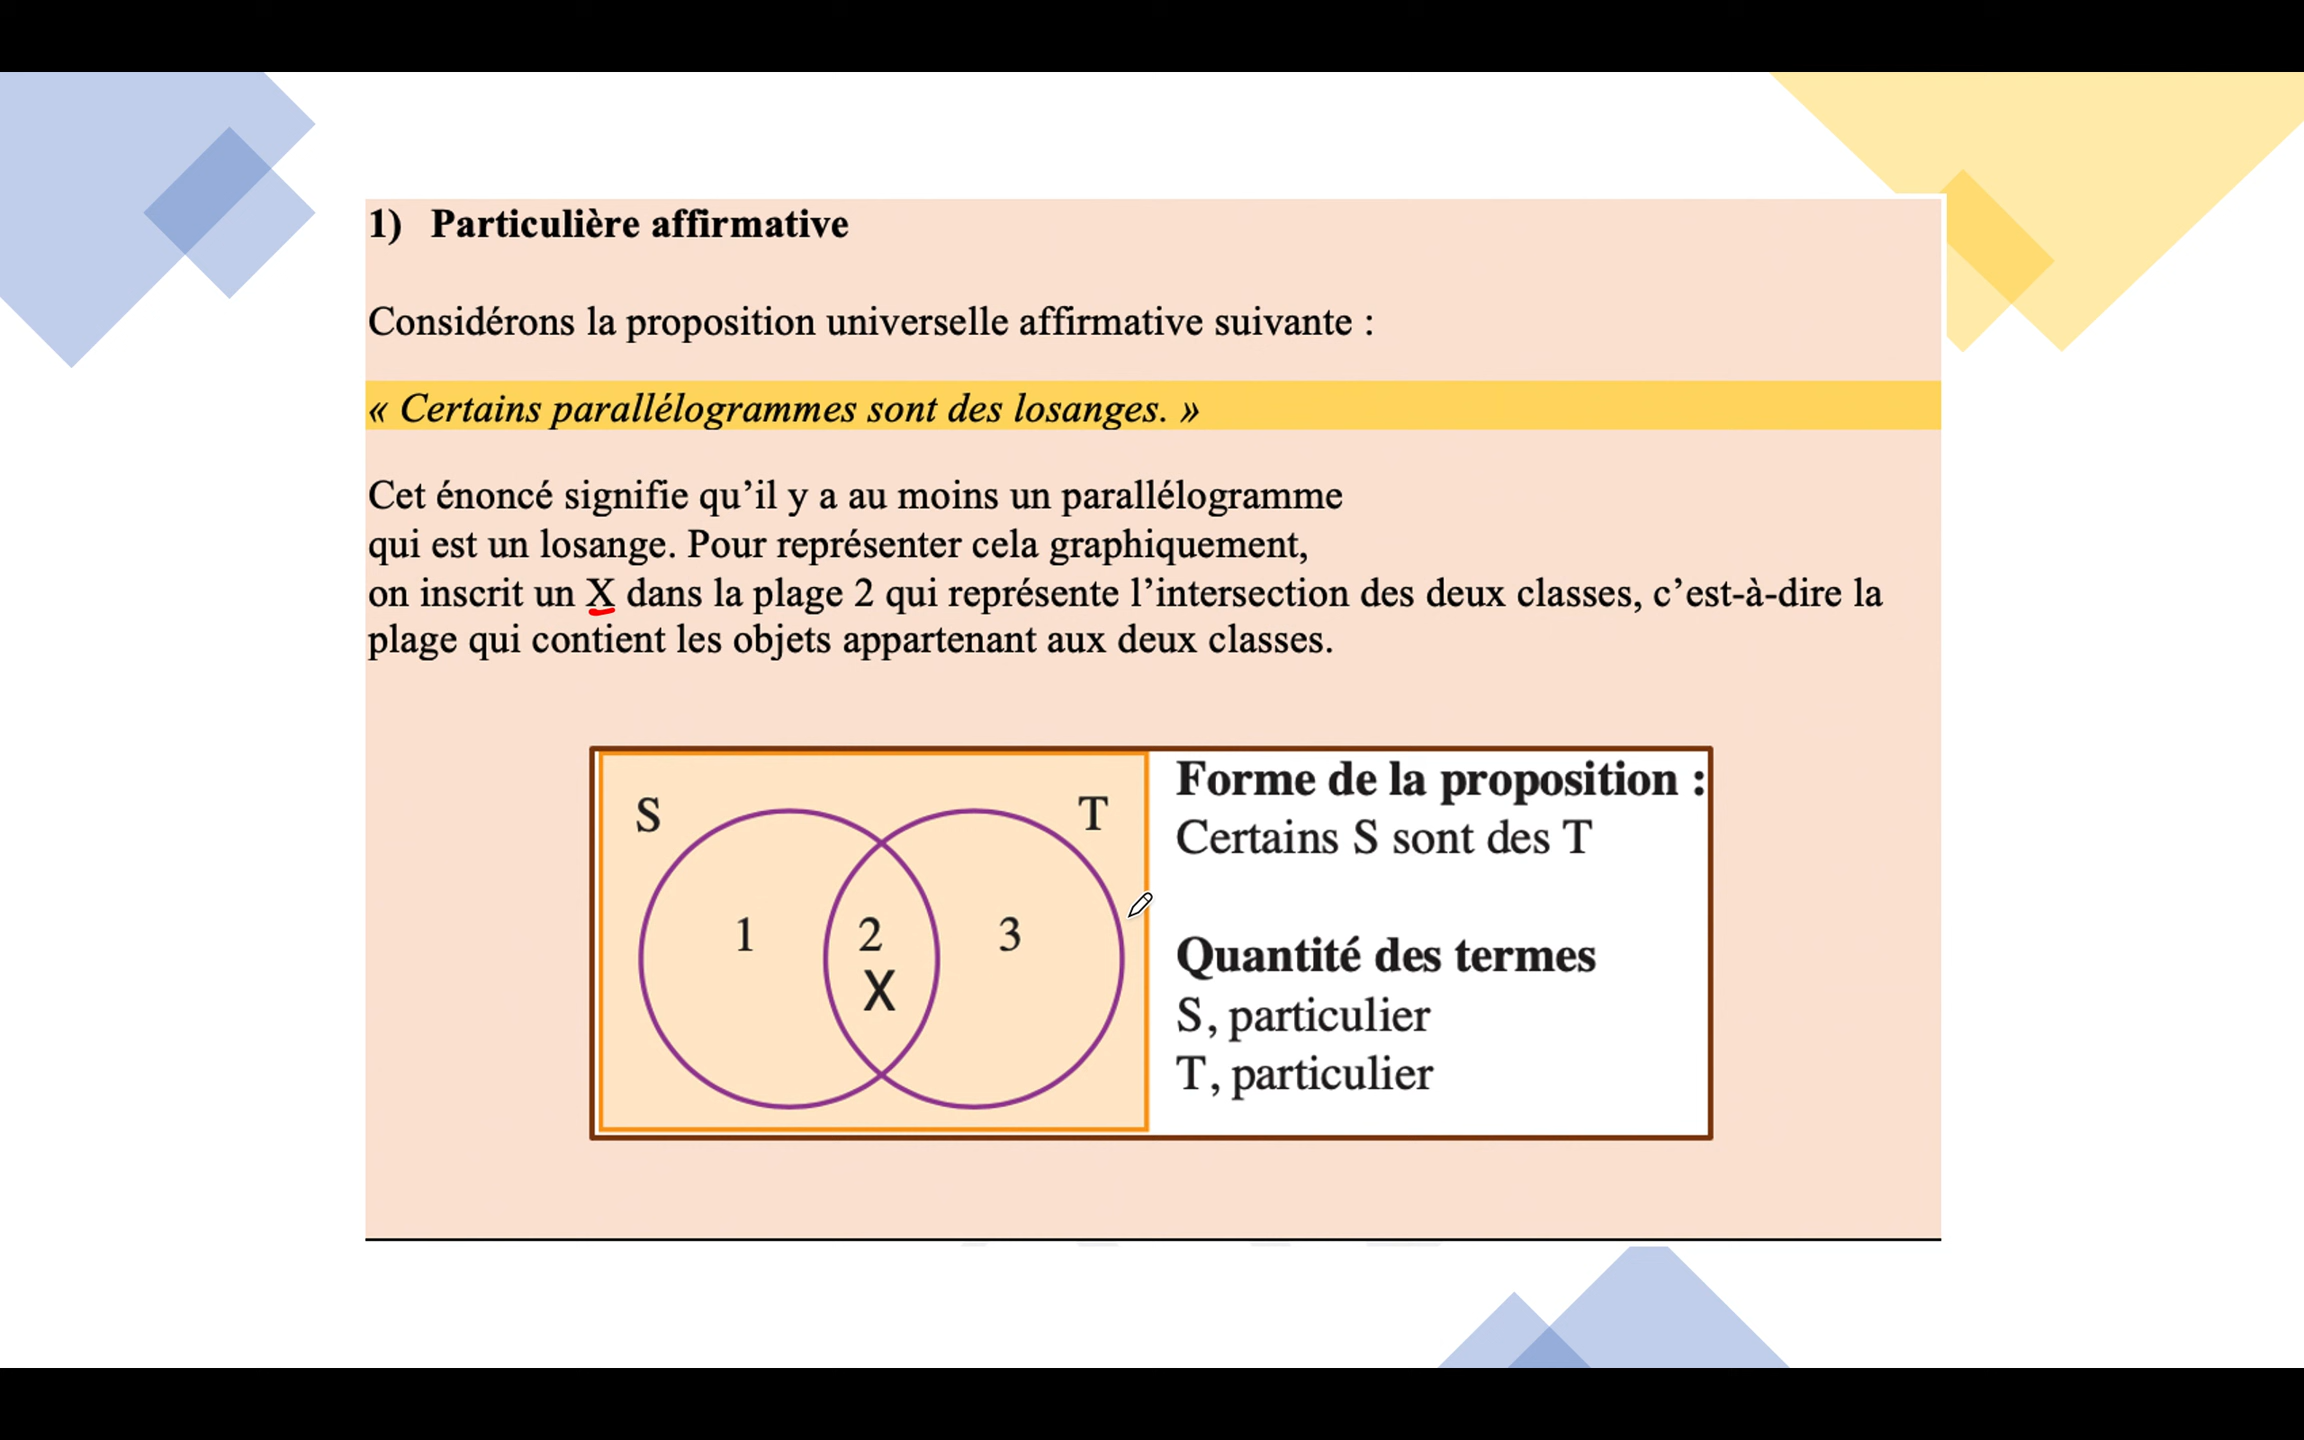 1) Particulière affirmative
Considérons la proposition universelle affirmative suivante :
« Certains parallélogrammes sont des losanges. »
Cet énoncé signifie qu’il y a au moins un parallélogramme
qui est un losange. Pour représenter cela graphiquement,
on inscrit un X dans la plage 2 qui représente l’intersection des deux classes, c’est-à-dire la
plage qui contient les objets appartenant aux deux classes.
S
T
1
2
3
X
Forme de la proposition :
Certains S sont des T
Quantité des termes
S, particulier
T, particulier